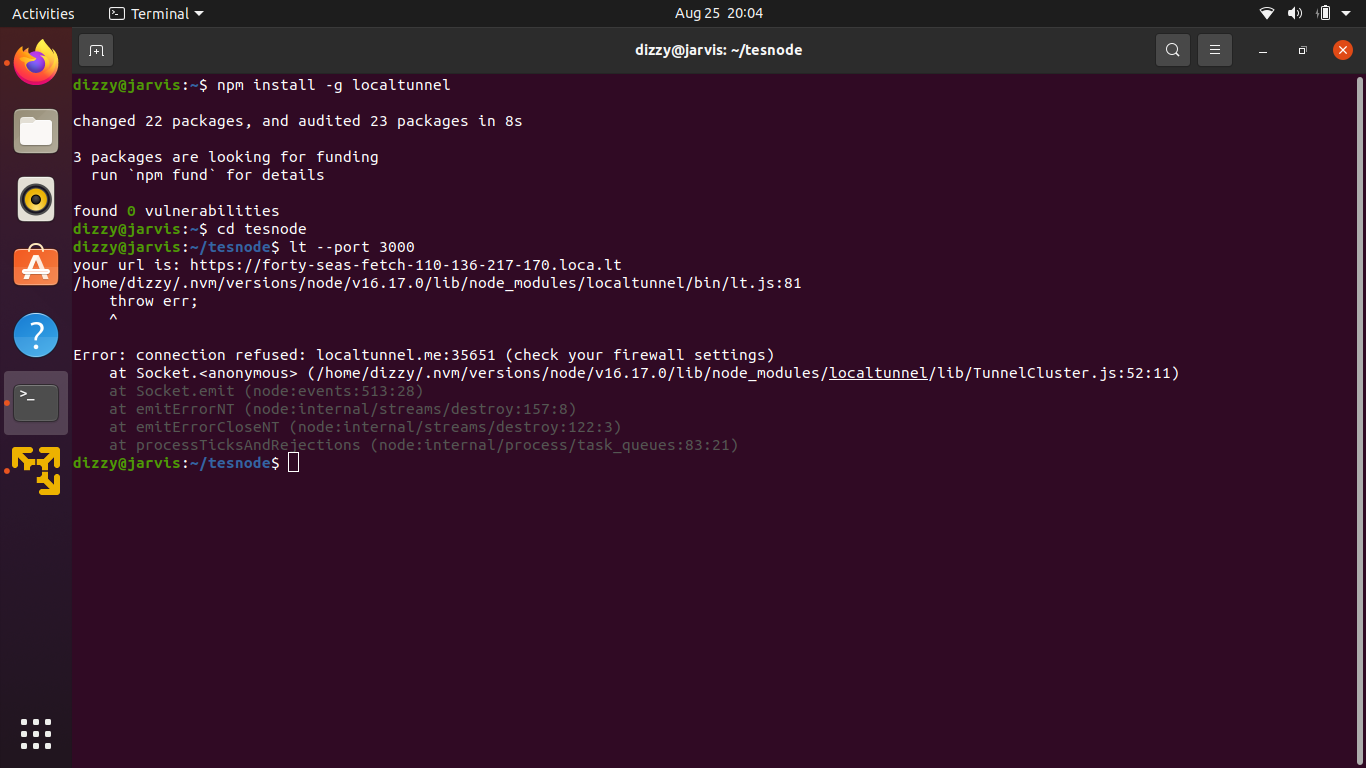 Activities
Terminal
Aug 25 20:04
dizzy@jarvis: ~/tesnode
dizzy@jarvis:~$ npm install -g localtunnel
changed 22 packages, and audited 23 packages in 8s
3 packages are looking for funding
  run `npm fund` for details
found 0 vulnerabilities
dizzy@jarvis:~$ cd tesnode
dizzy@jarvis:~/tesnode$ lt --port 3000
your url is: https://forty-seas-fetch-110-136-217-170.loca.lt
/home/dizzy/.nvm/versions/node/v16.17.0/lib/node_modules/localtunnel/bin/lt.js:81
    throw err;
    ^
Error: connection refused: localtunnel.me:35651 (check your firewall settings)
    at Socket.<anonymous> (/home/dizzy/.nvm/versions/node/v16.17.0/lib/node_modules/localtunnel/lib/TunnelCluster.js:52:11)
    at Socket.emit (node:events:513:28)
    at emitErrorNT (node:internal/streams/destroy:157:8)
    at emitErrorCloseNT (node:internal/streams/destroy:122:3)
    at processTicksAndRejections (node:internal/process/task_queues:83:21)
dizzy@jarvis:~/tesnode$